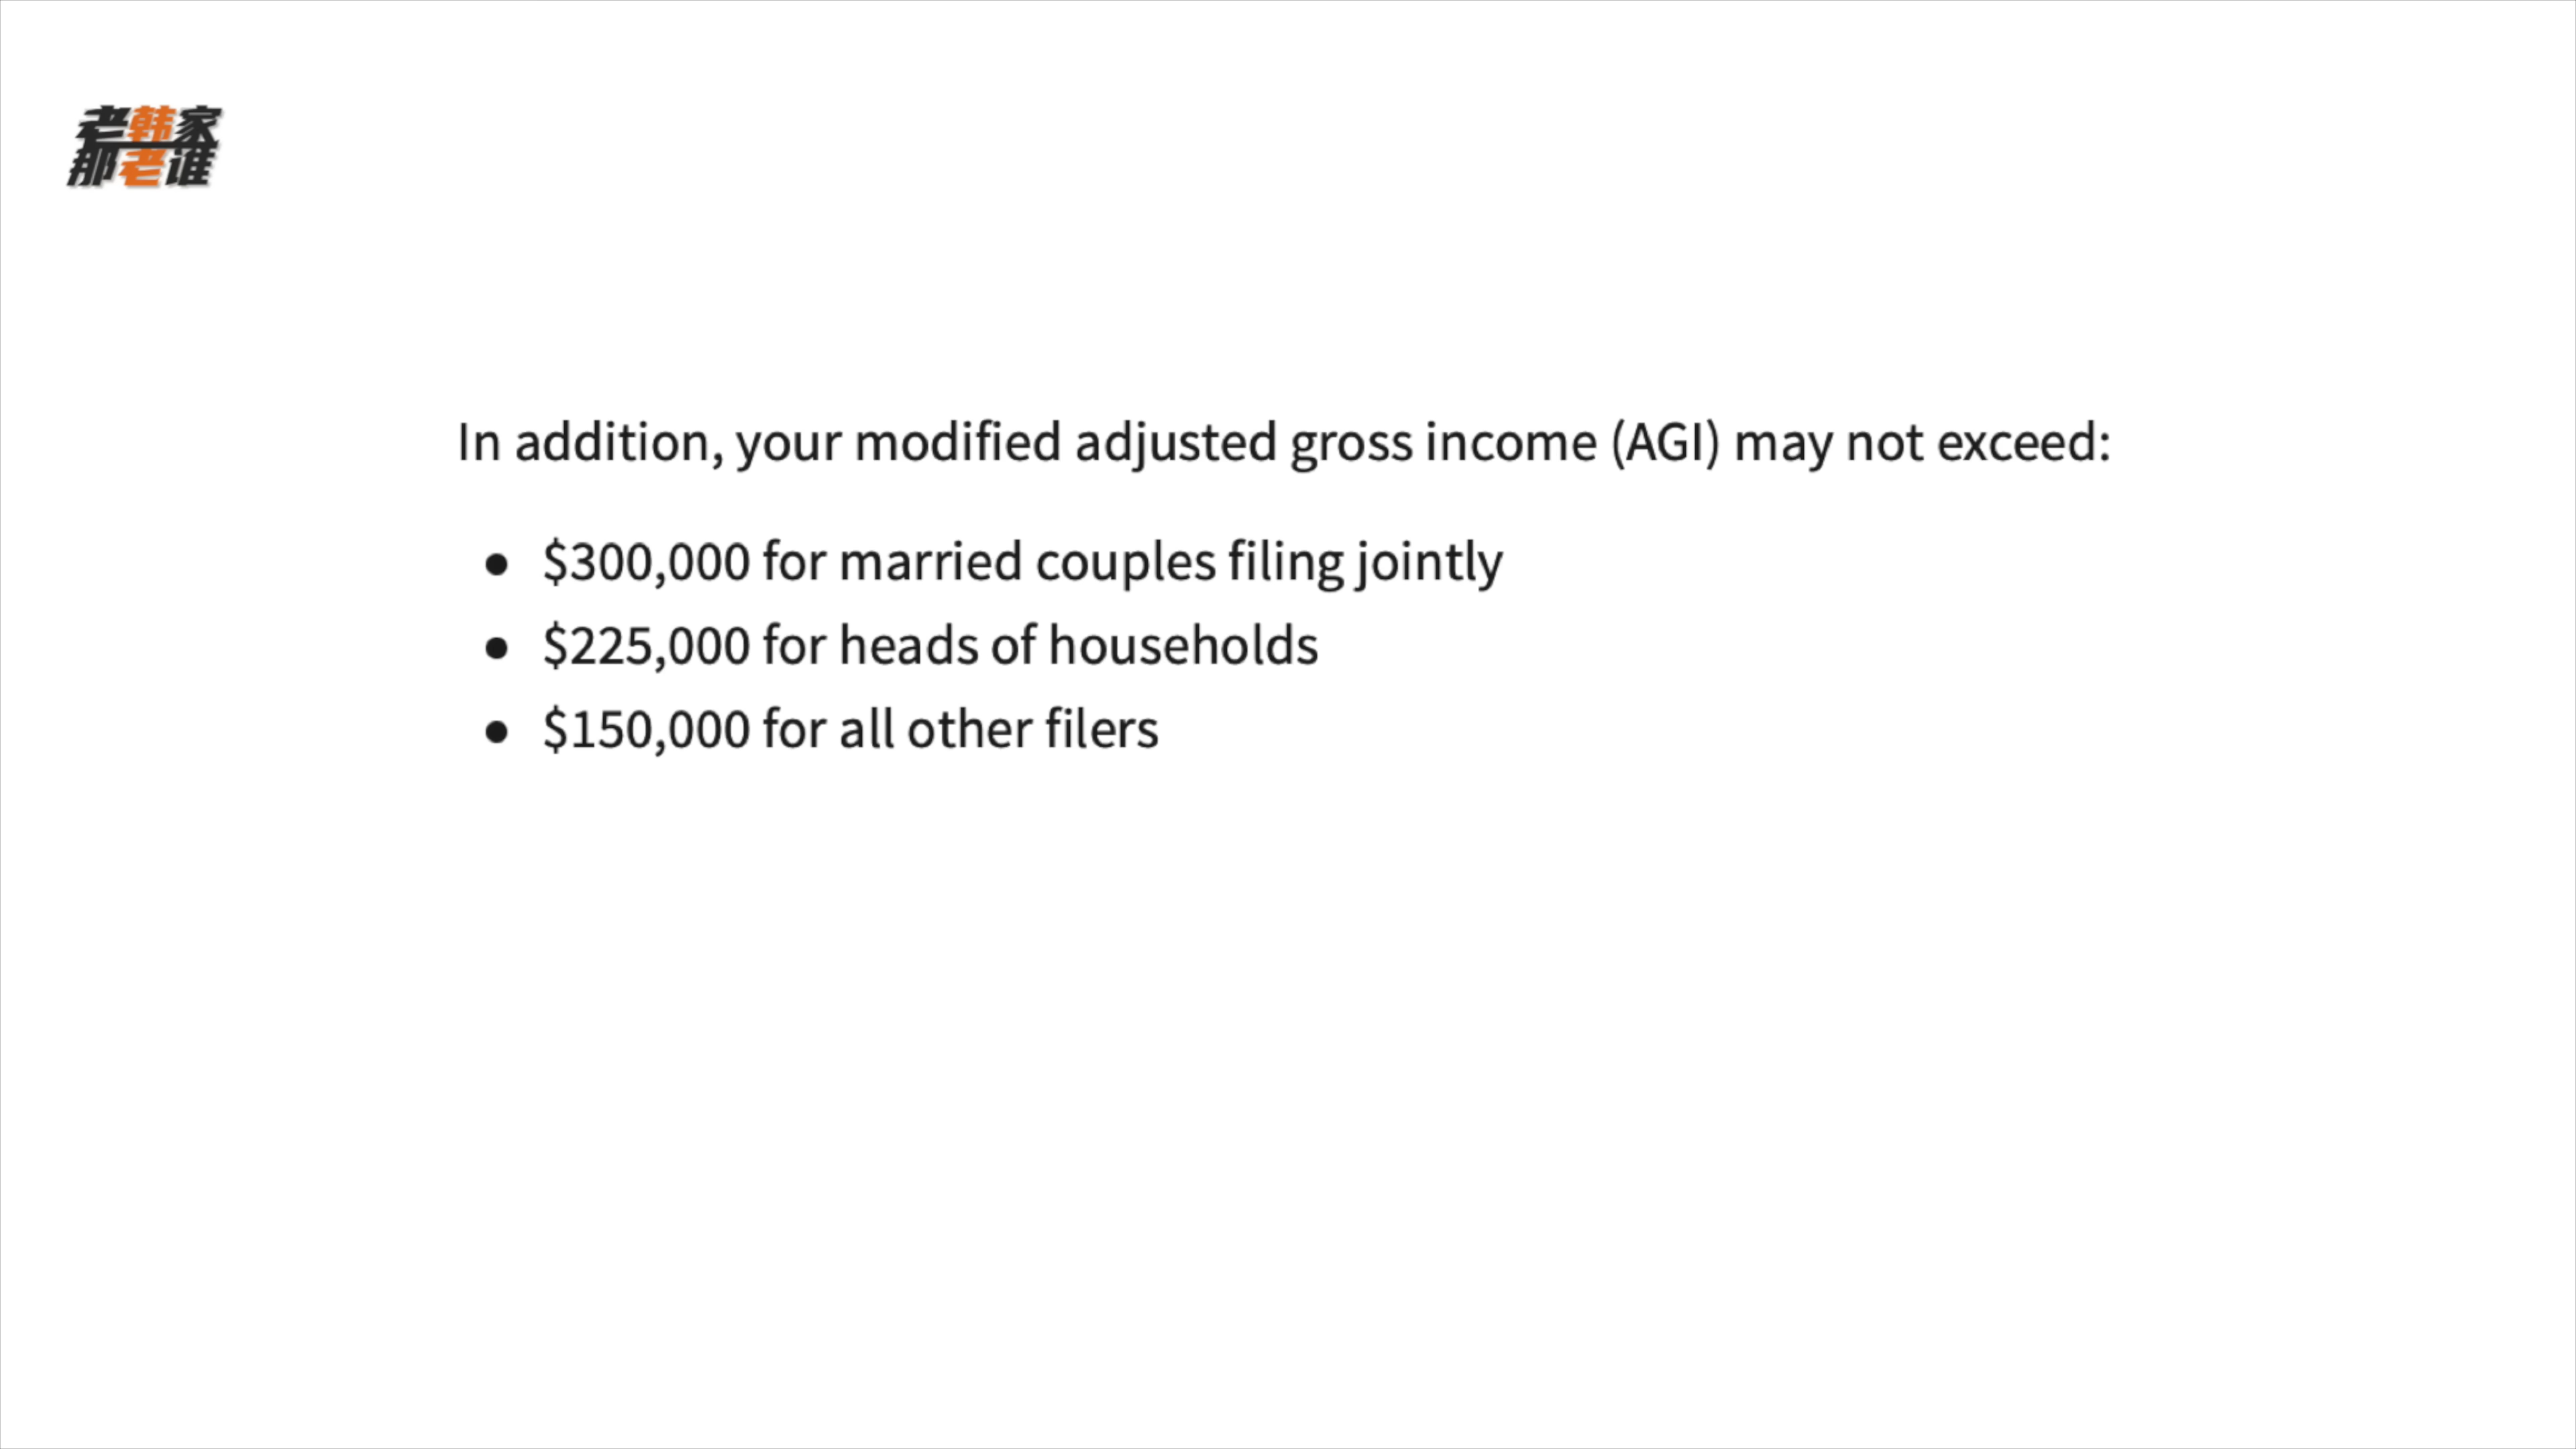 老韩家
那老谁
In addition, your modified adjusted gross income (AGI) may not exceed:
• $300,000 for married couples filing jointly
• $225,000 for heads of households
• $150,000 for all other filers